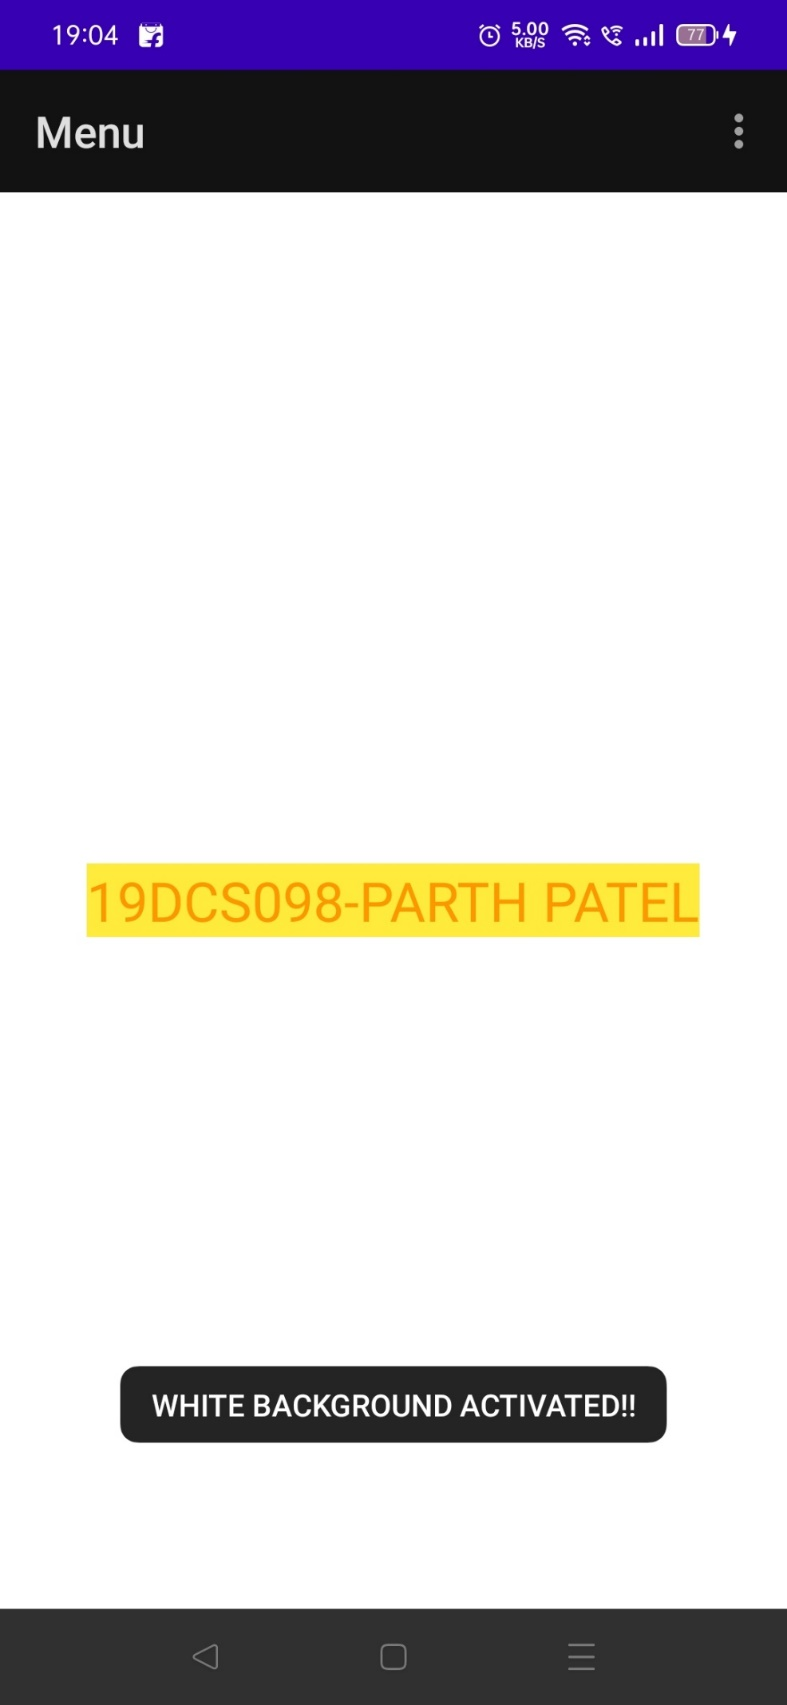 19:04 5.00 KB/S 77
Menu
19DCS098-PARTH PATEL
WHITE BACKGROUND ACTIVATED!!